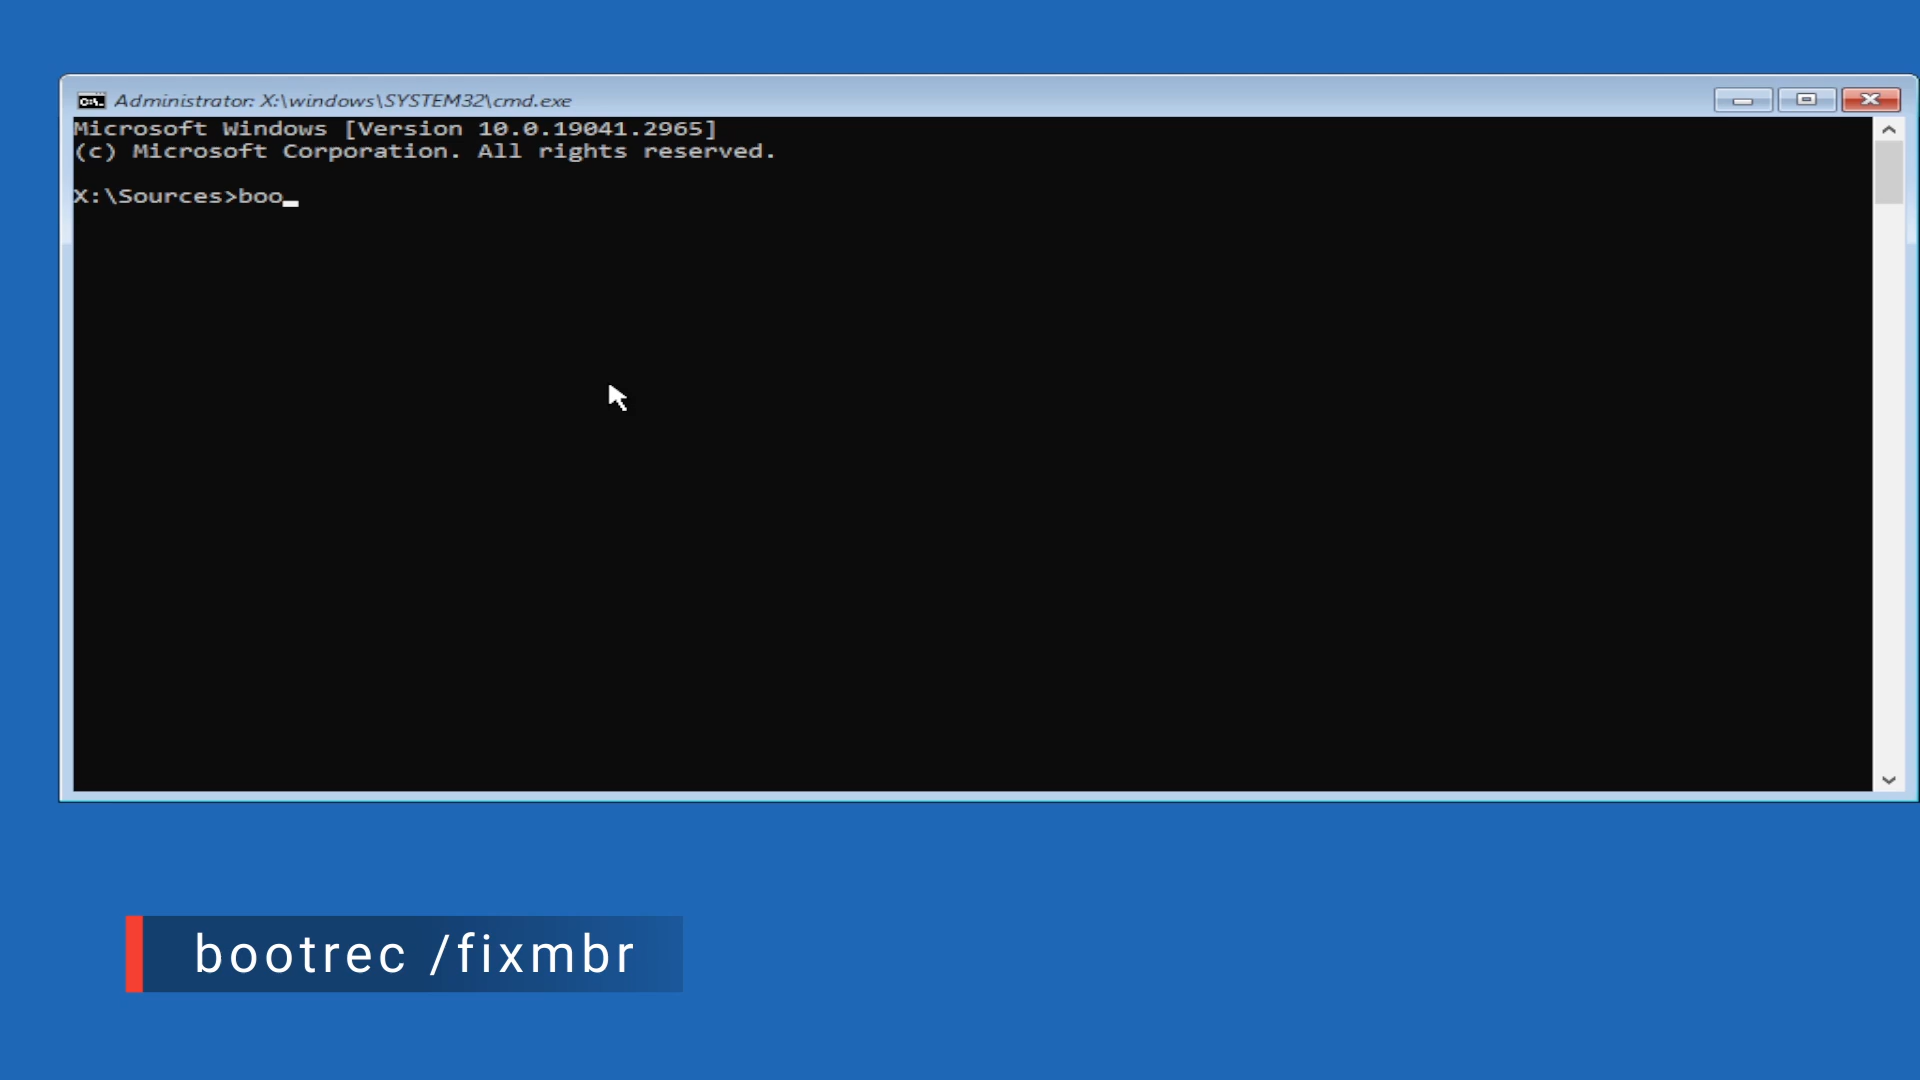 Administrator: X:\windows\SYSTEM32\cmd.exe
Microsoft Windows [Version 10.0.19041.2965]
(c) Microsoft Corporation. All rights reserved.
X:\Sources>boo_
bootrec /fixmbr